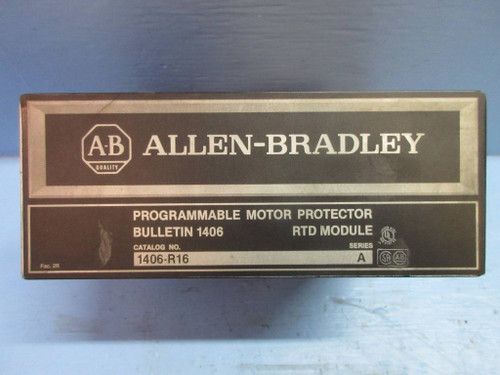 A-B
QUALITY
ALLEN-BRADLEY
PROGRAMMABLE MOTOR PROTECTOR
BULLETIN 1406 RTD MODULE
CATALOG NO. SERIES
1406-R16 A